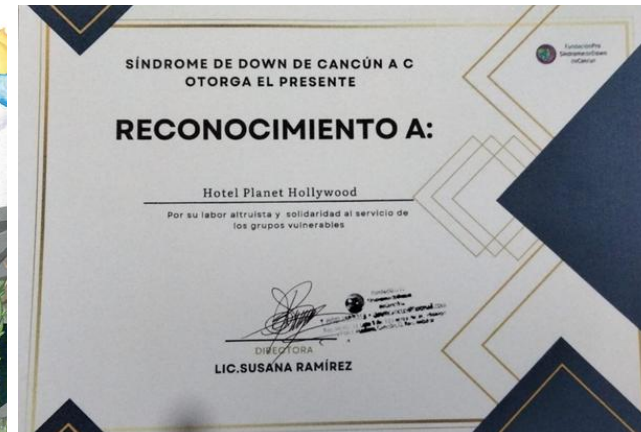 SÍNDROME DE DOWN DE CANCÚN A C
OTORGA EL PRESENTE
RECONOCIMIENTO A:
Hotel Planet Hollywood
Por su labor altruista y solidaridad al servicio de
los grupos vulnerables
DIRECTORA
LIC.SUSANA RAMÍREZ